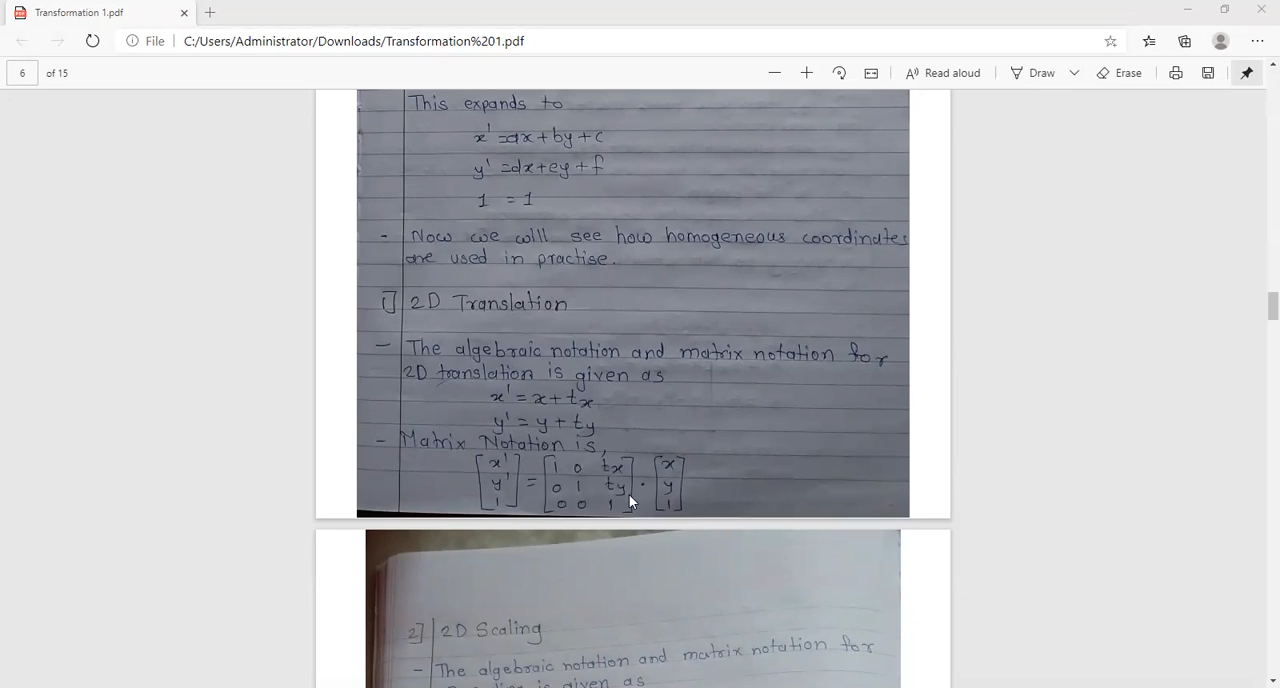 Transformation 1.pdf
File
C:/Users/Administrator/Downloads/Transformation%201.pdf
6 of 15
Read aloud
Draw
Erase
This expands to
x' = ax + by + c
y' = dx + ey + f
1 = 1
- Now we will see how homogeneous coordinates
are used in practise.
1] 2D Translation
- The algebraic notation and matrix notation for
2D translation is given as
x' = x + tx
y' = y + ty
- Matrix Notation is,
[x'] = [1 0 tx] · [x]
[y'] [0 1 ty] [y]
[1] [0 0 1] [1]
2] 2D Scaling
- The algebraic notation and matrix notation for
is given as